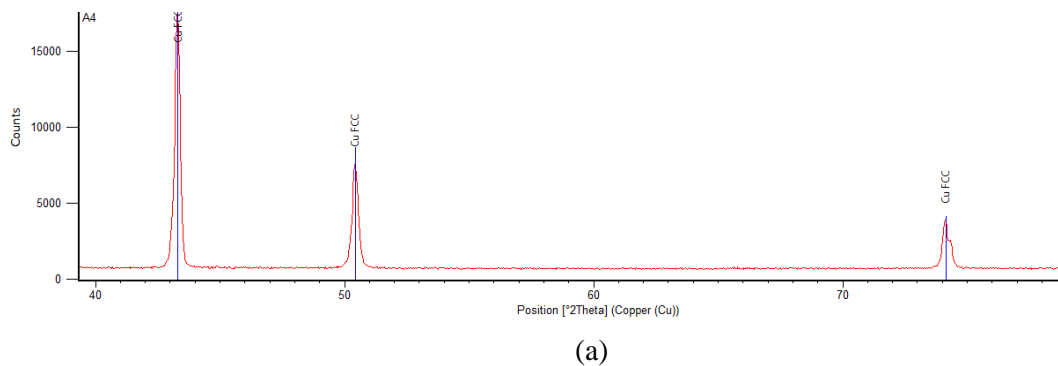 A4
Cu FCC
Cu FCC
Cu FCC
15000
10000
5000
0
Counts
40 50 60 70
Position [°2Theta] (Copper (Cu))
(a)